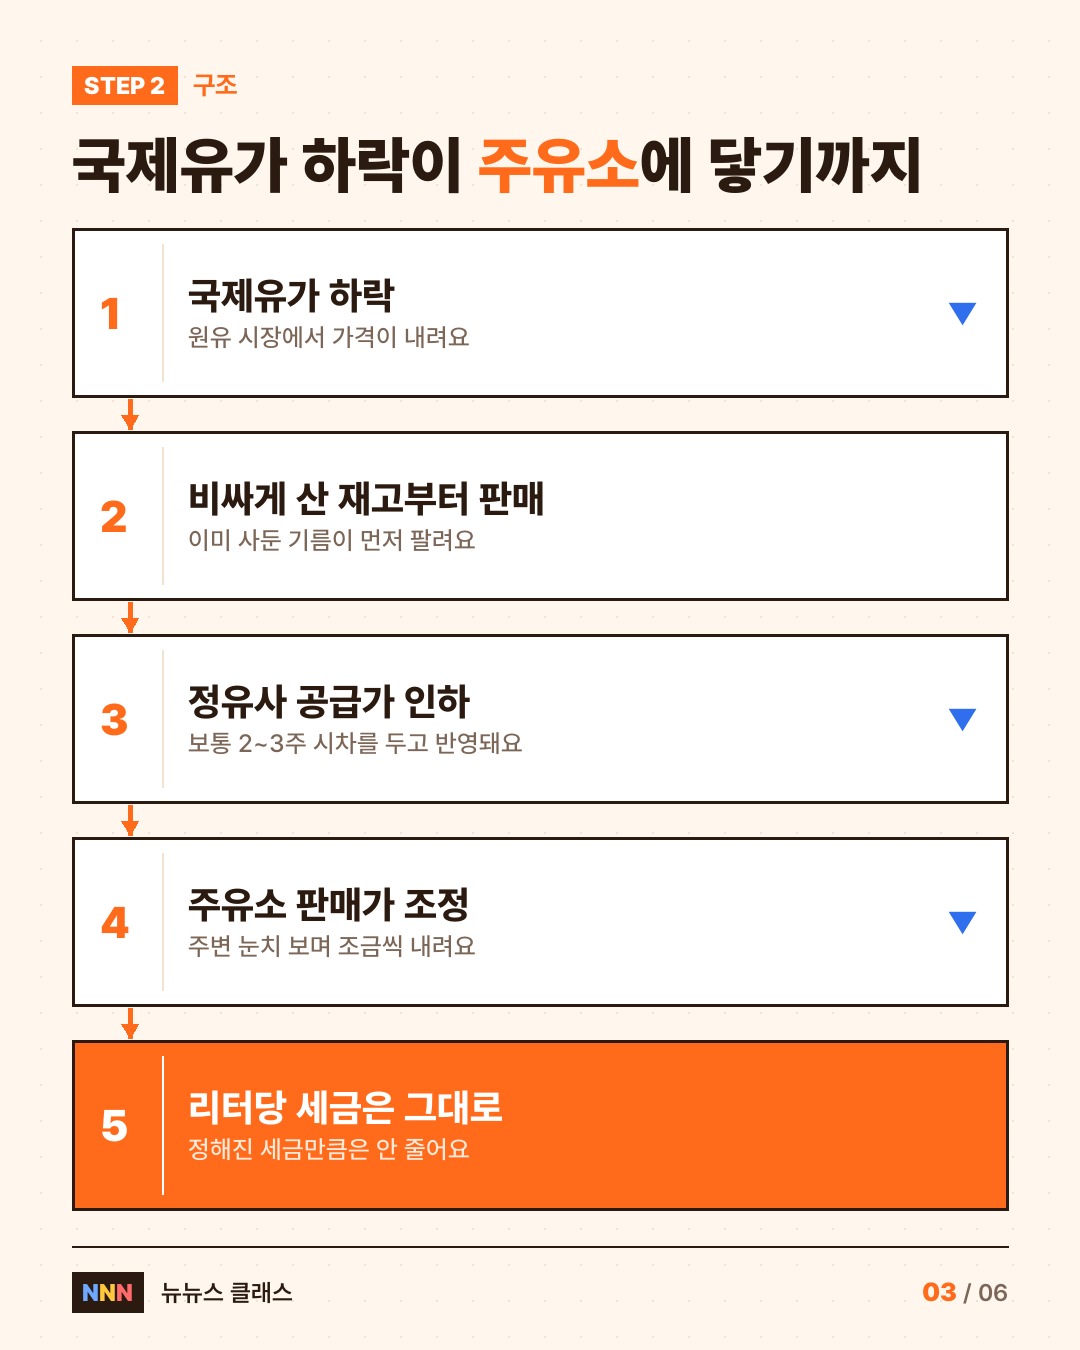 STEP 2 구조
국제유가 하락이 주유소에 닿기까지
1
국제유가 하락
원유 시장에서 가격이 내려요
2
비싸게 산 재고부터 판매
이미 사둔 기름이 먼저 팔려요
3
정유사 공급가 인하
보통 2~3주 시차를 두고 반영돼요
4
주유소 판매가 조정
주변 눈치 보며 조금씩 내려요
5
리터당 세금은 그대로
정해진 세금만큼은 안 줄어요
NNN 뉴뉴스 클래스
03 / 06